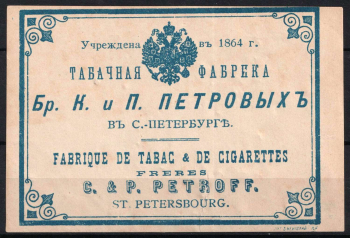 Учреждена въ 1864 г.
ТАБАЧНАЯ ФАБРИКА
Бр. К. и П. ПЕТРОВЫХЪ
ВЪ С.-ПЕТЕРБУРГѢ.
FABRIQUE DE TABAC & DE CIGARETTES
FRERES
C. & P. PETROFF.
ST. PETERSBOURG.